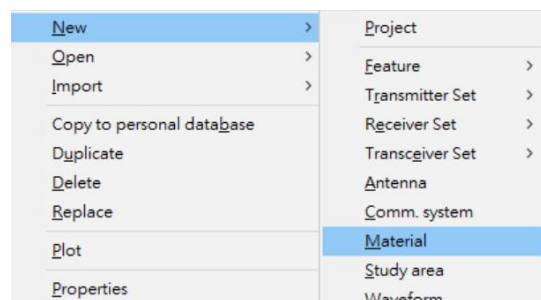 New
Open
Import
Copy to personal database
Duplicate
Delete
Replace
Plot
Properties
Project
Feature
Transmitter Set
Receiver Set
Transceiver Set
Antenna
Comm. system
Material
Study area
Waveform